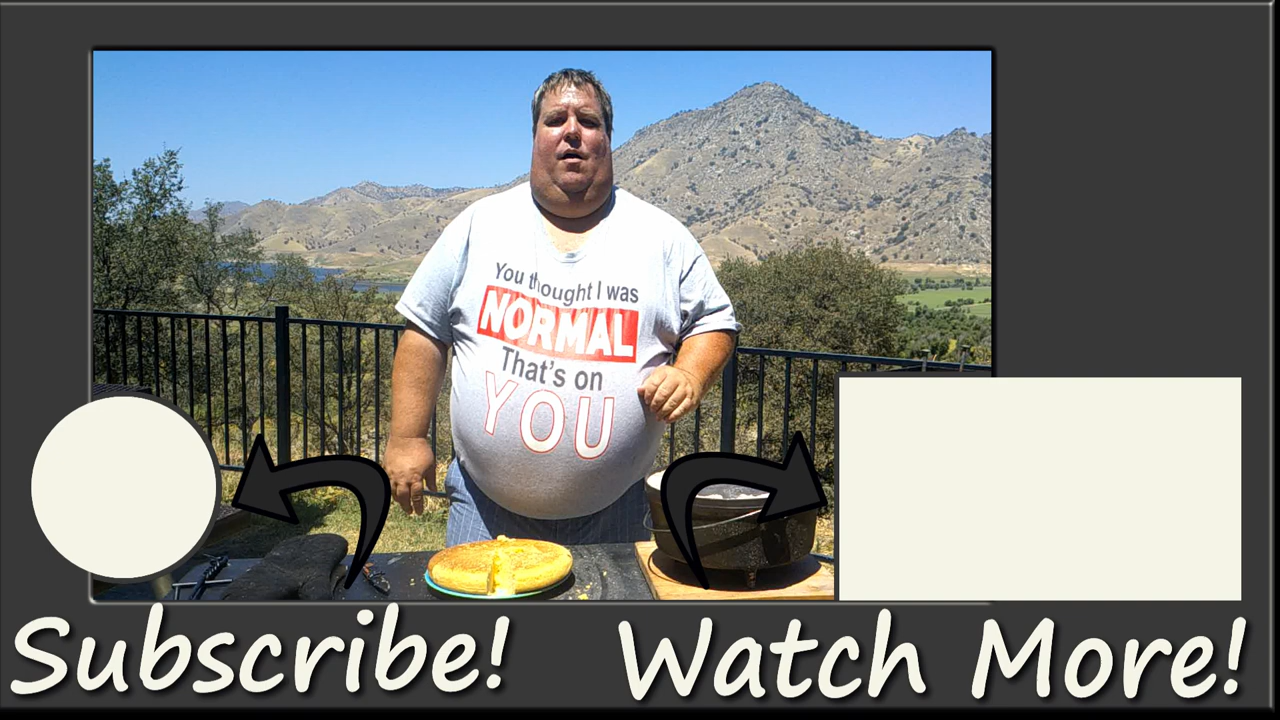 You thought I was
NORMAL
That's on
YOU
Subscribe! Watch More!